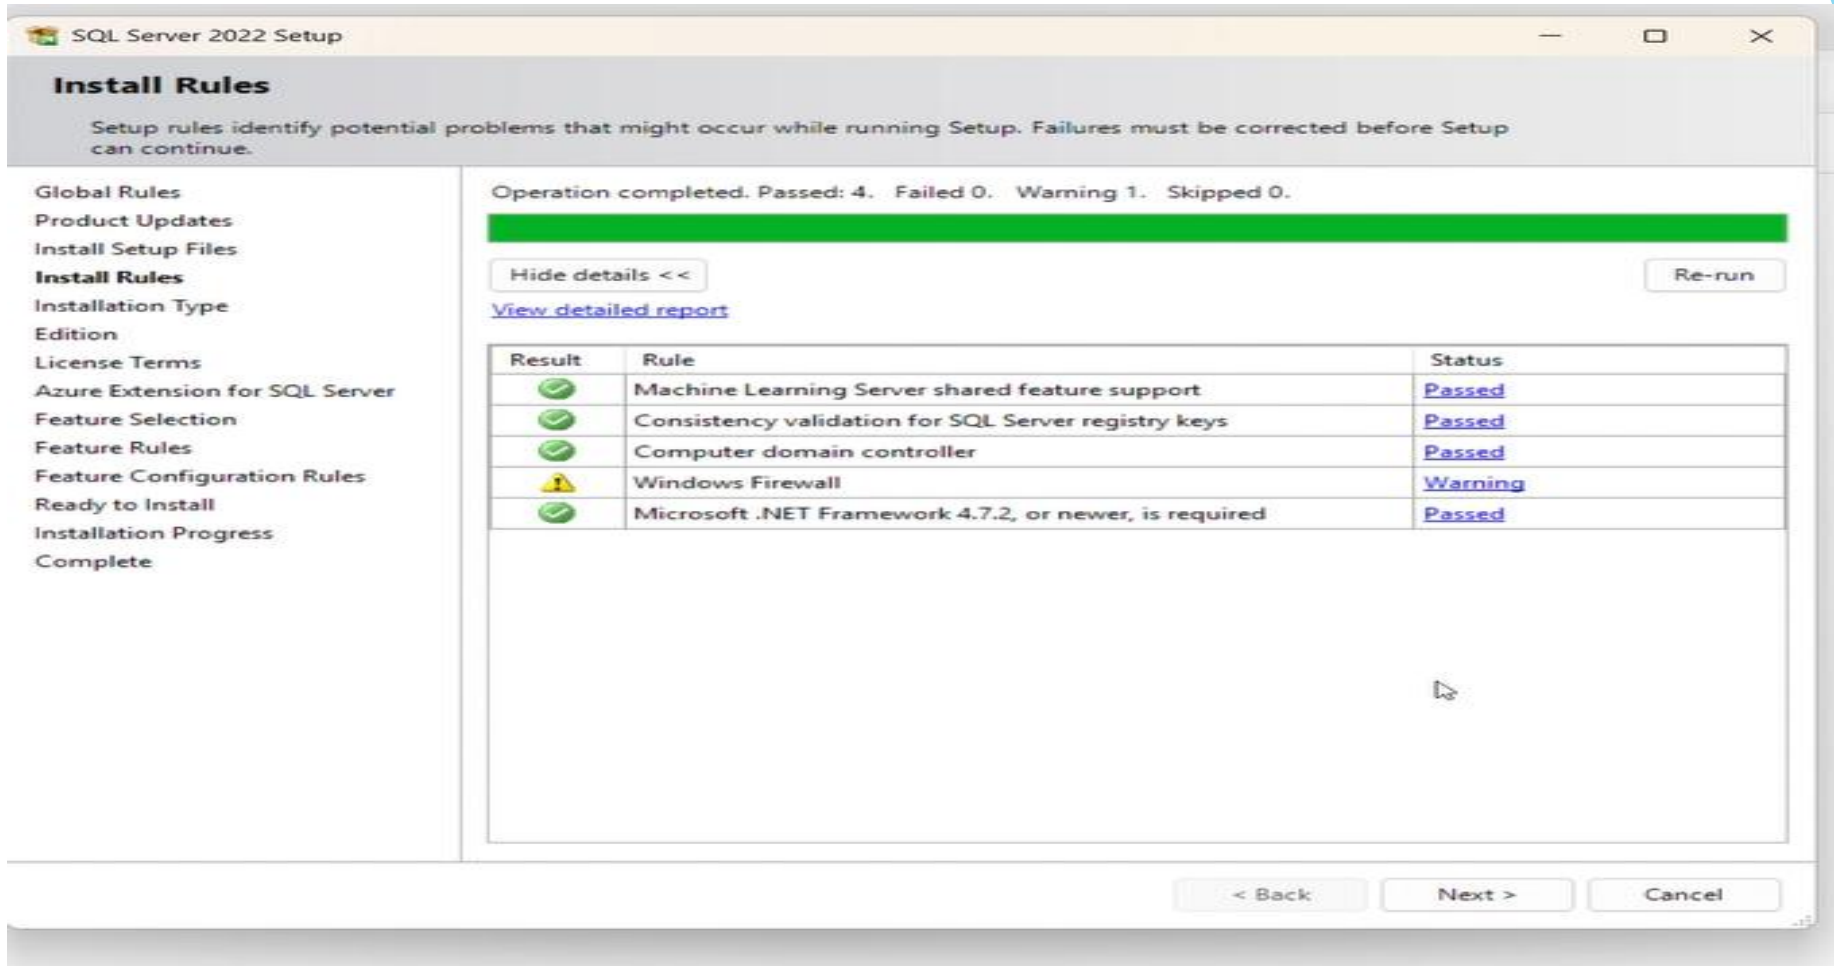 SQL Server 2022 Setup
Install Rules
Setup rules identify potential problems that might occur while running Setup. Failures must be corrected before Setup
can continue.
Global Rules
Product Updates
Install Setup Files
Install Rules
Installation Type
Edition
License Terms
Azure Extension for SQL Server
Feature Selection
Feature Rules
Feature Configuration Rules
Ready to Install
Installation Progress
Complete
Operation completed. Passed: 4. Failed 0. Warning 1. Skipped 0.
Hide details << Re-run
View detailed report
Result Rule Status
Machine Learning Server shared feature support Passed
Consistency validation for SQL Server registry keys Passed
Computer domain controller Passed
Windows Firewall Warning
Microsoft .NET Framework 4.7.2, or newer, is required Passed
< Back Next > Cancel